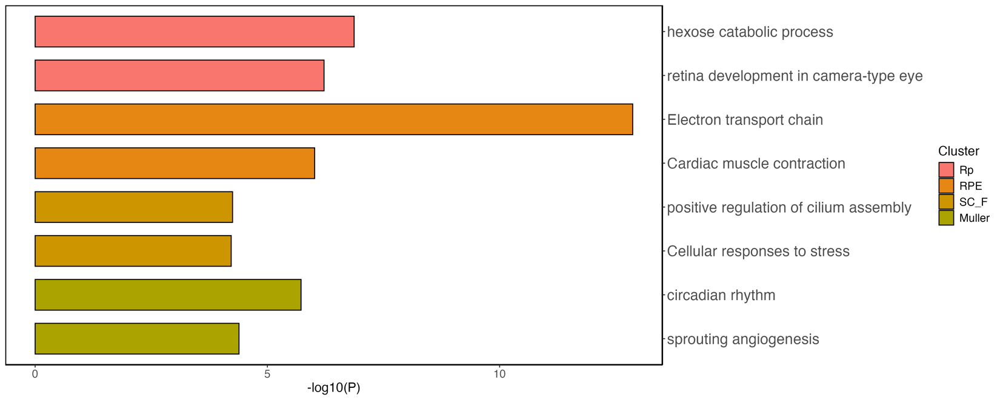 hexose catabolic process
retina development in camera-type eye
Electron transport chain
Cardiac muscle contraction
positive regulation of cilium assembly
Cellular responses to stress
circadian rhythm
sprouting angiogenesis
0 5 10
-log10(P)
Cluster
Rp
RPE
SC_F
Muller